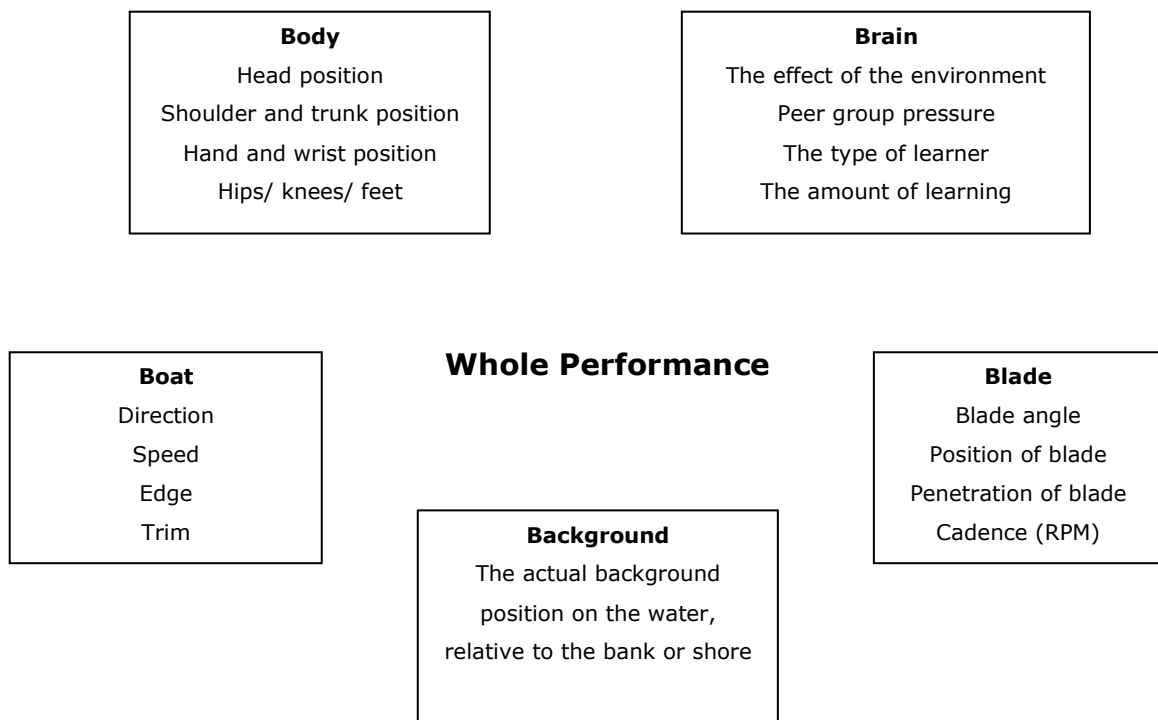 Body
Head position
Shoulder and trunk position
Hand and wrist position
Hips/ knees/ feet
Brain
The effect of the environment
Peer group pressure
The type of learner
The amount of learning
Whole Performance
Boat
Direction
Speed
Edge
Trim
Blade
Blade angle
Position of blade
Penetration of blade
Cadence (RPM)
Background
The actual background
position on the water,
relative to the bank or shore